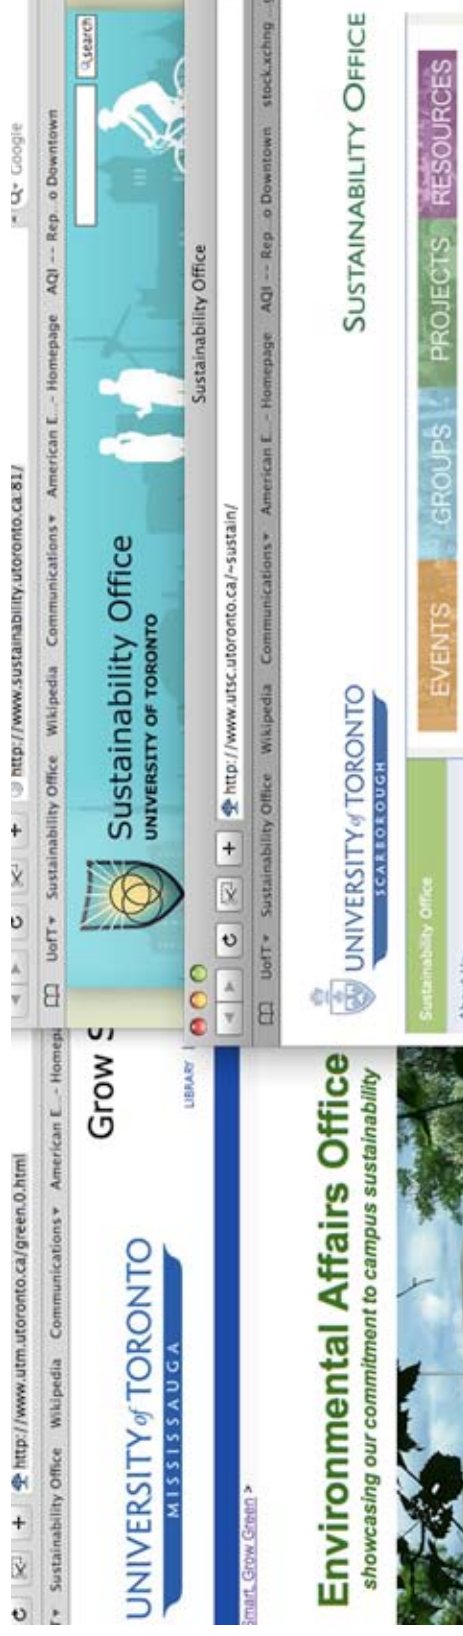 http://www.utm.utoronto.ca/green.0.html
Sustainability Office Wikipedia Communications▾ American E...- Homepa
Grow S
UNIVERSITY of TORONTO
MISSISSAUGA
LIBRARY |
Smart, Grow Green >
Environmental Affairs Office
showcasing our commitment to campus sustainability
http://www.sustainability.utoronto.ca:81/
Google
UofT▾ Sustainability Office Wikipedia Communications▾ American E...- Homepage AQI -- Rep...o Downtown
search
Sustainability Office
UNIVERSITY OF TORONTO
Sustainability Office
http://www.utsc.utoronto.ca/~sustain/
UofT▾ Sustainability Office Wikipedia Communications▾ American E...- Homepage AQI -- Rep...o Downtown stock.xchng
UNIVERSITY of TORONTO
SCARBOROUGH
SUSTAINABILITY OFFICE
EVENTS GROUPS PROJECTS RESOURCES
Sustainability Office